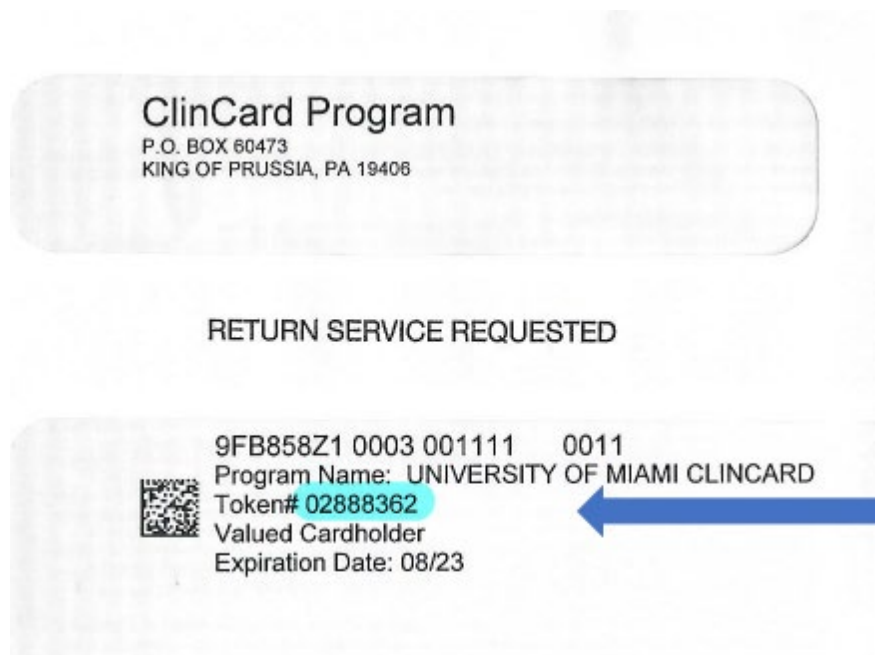 ClinCard Program
P.O. BOX 60473
KING OF PRUSSIA, PA 19406
RETURN SERVICE REQUESTED
9FB858Z1 0003 001111 0011
Program Name: UNIVERSITY OF MIAMI CLINCARD
Token# 02888362
Valued Cardholder
Expiration Date: 08/23